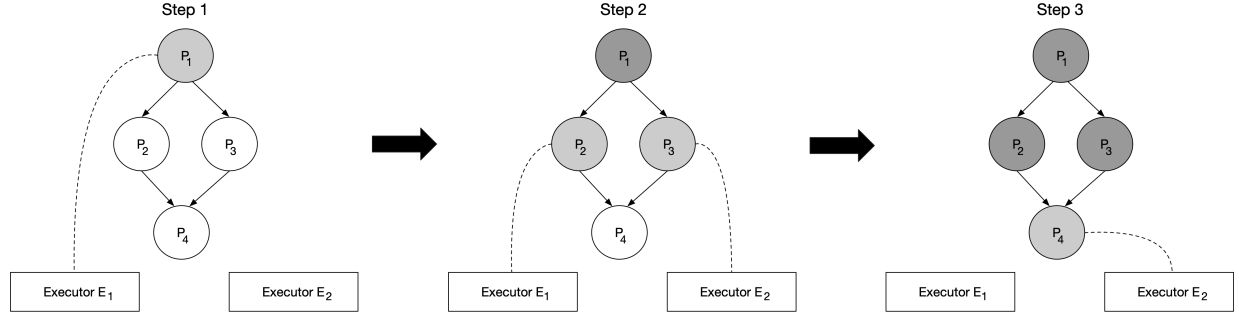 Step 1
P1
P2
P3
P4
Executor E1
Executor E2
Step 2
P1
P2
P3
P4
Executor E1
Executor E2
Step 3
P1
P2
P3
P4
Executor E1
Executor E2